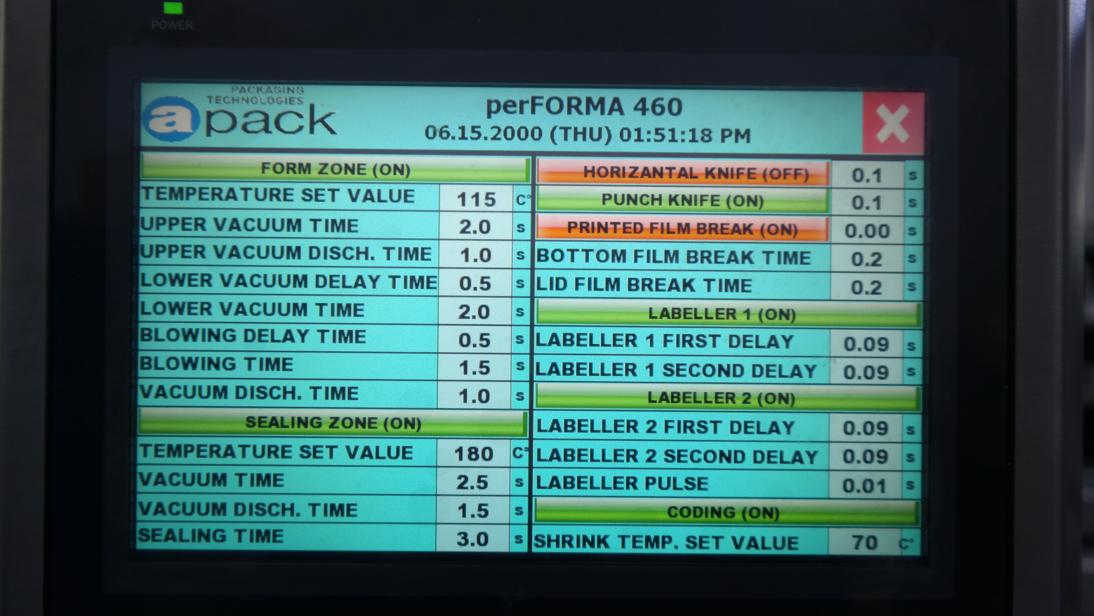 POWER
PACKAGING
TECHNOLOGIES
apack
perFORMA 460
06.15.2000 (THU) 01:51:18 PM
X
FORM ZONE (ON)
TEMPERATURE SET VALUE 115 C°
UPPER VACUUM TIME 2.0 s
UPPER VACUUM DISCH. TIME 1.0 s
LOWER VACUUM DELAY TIME 0.5 s
LOWER VACUUM TIME 2.0 s
BLOWING DELAY TIME 0.5 s
BLOWING TIME 1.5 s
VACUUM DISCH. TIME 1.0 s
SEALING ZONE (ON)
TEMPERATURE SET VALUE 180 C°
VACUUM TIME 2.5 s
VACUUM DISCH. TIME 1.5 s
SEALING TIME 3.0 s
HORIZANTAL KNIFE (OFF) 0.1 s
PUNCH KNIFE (ON) 0.1 s
PRINTED FILM BREAK (ON) 0.00 s
BOTTOM FILM BREAK TIME 0.2 s
LID FILM BREAK TIME 0.2 s
LABELLER 1 (ON)
LABELLER 1 FIRST DELAY 0.09 s
LABELLER 1 SECOND DELAY 0.09 s
LABELLER 2 (ON)
LABELLER 2 FIRST DELAY 0.09 s
LABELLER 2 SECOND DELAY 0.09 s
LABELLER PULSE 0.01 s
CODING (ON)
SHRINK TEMP. SET VALUE 70 C°